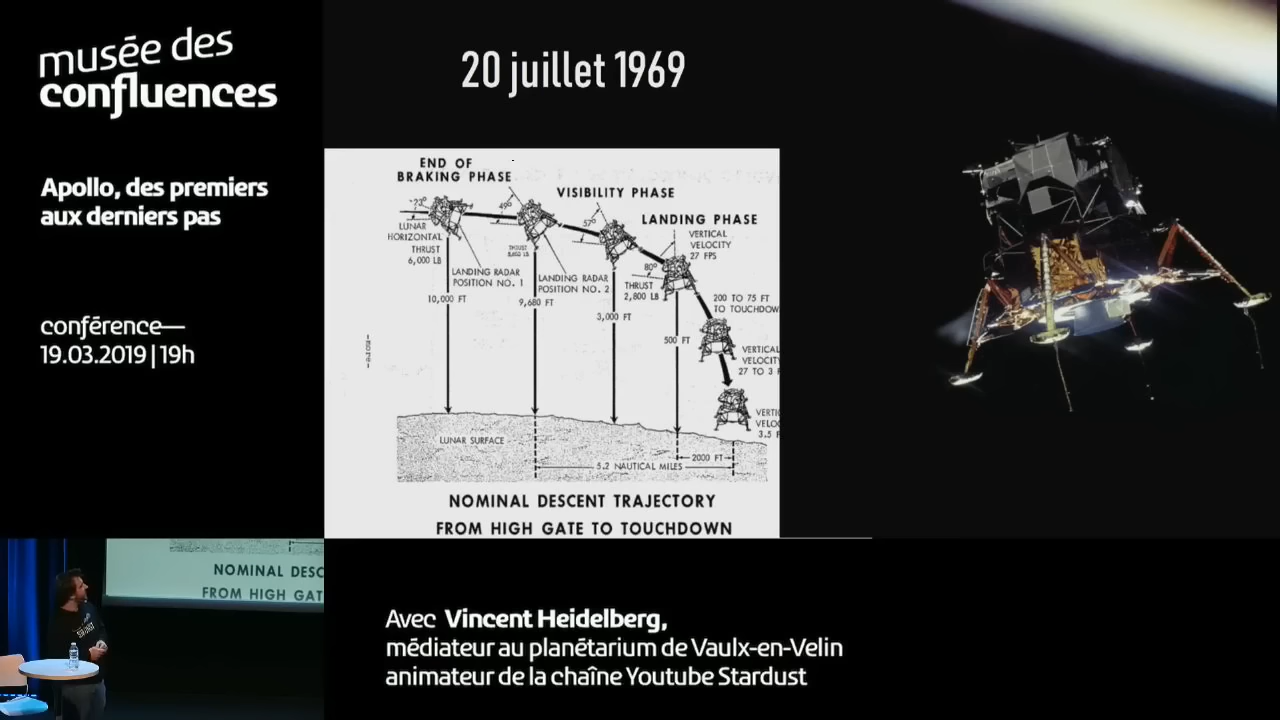 musée des
confluences
Apollo, des premiers
aux derniers pas
conférence—
19.03.2019 | 19h
20 juillet 1969
END OF
BRAKING PHASE
VISIBILITY PHASE
LANDING PHASE
LUNAR
HORIZONTAL
THRUST
6,000 LB
49°
57°
80°
VERTICAL
VELOCITY
27 FPS
LANDING RADAR
POSITION NO. 1
LANDING RADAR
POSITION NO. 2
THRUST
2,800 LB
10,000 FT
9,680 FT
3,000 FT
500 FT
200 TO 75 FT
TO TOUCHDOW
VERTICAL
VELOCITY
27 TO 3 F
VERTIC
VELOC
3.5 F
LUNAR SURFACE
2000 FT
5.2 NAUTICAL MILES
NOMINAL DESCENT TRAJECTORY
FROM HIGH GATE TO TOUCHDOWN
NOMINAL DESC
FROM HIGH GAT
Avec Vincent Heidelberg,
médiateur au planétarium de Vaulx-en-Velin
animateur de la chaîne Youtube Stardust